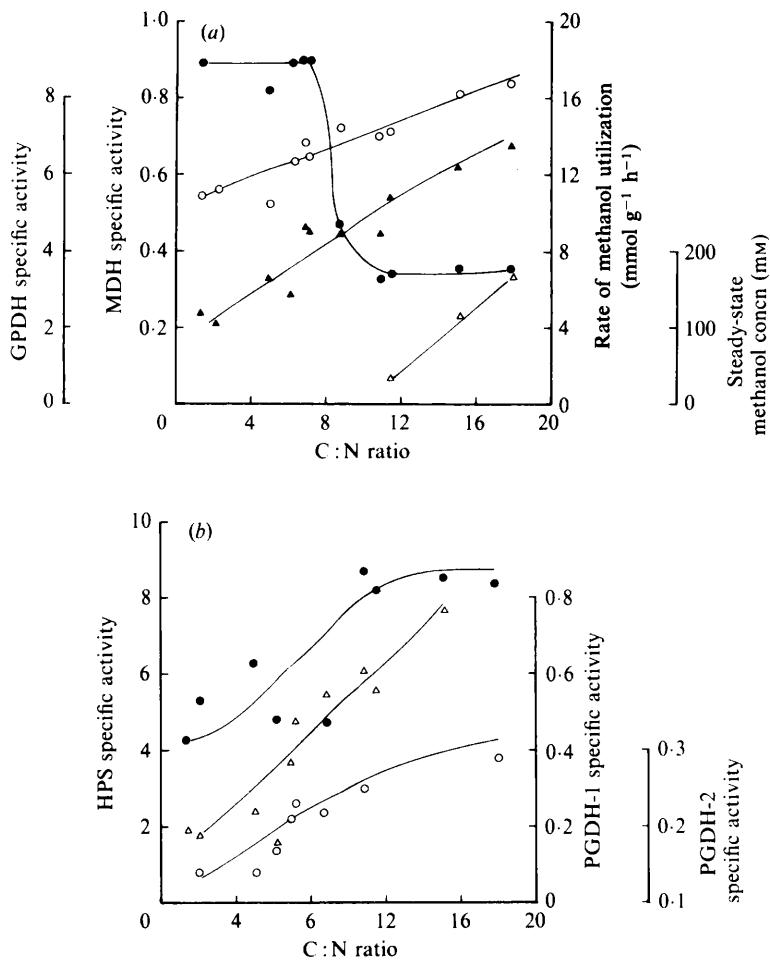 (a)
GPDH specific activity
8
6
4
2
0
MDH specific activity
1·0
0·8
0·6
0·4
0·2
20
16
12
8
4
0
Rate of methanol utilization
(mmol g⁻¹ h⁻¹)
200
100
0
Steady-state
methanol concn (mM)
0 4 8 12 16 20
C:N ratio
(b)
HPS specific activity
10
8
6
4
2
0·8
0·6
0·4
0·2
0
PGDH-1 specific activity
0·3
0·2
0·1
PGDH-2
specific activity
0 4 6 12 16 20
C:N ratio